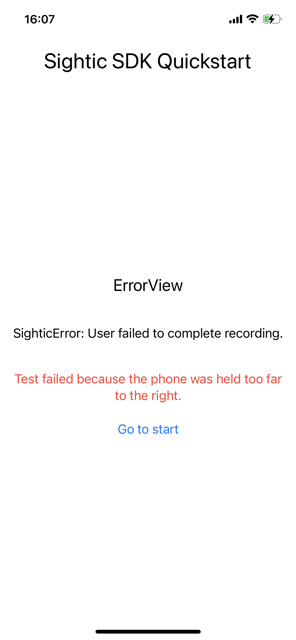 16:07
Sightic SDK Quickstart
ErrorView
SighticError: User failed to complete recording.
Test failed because the phone was held too far
to the right.
Go to start